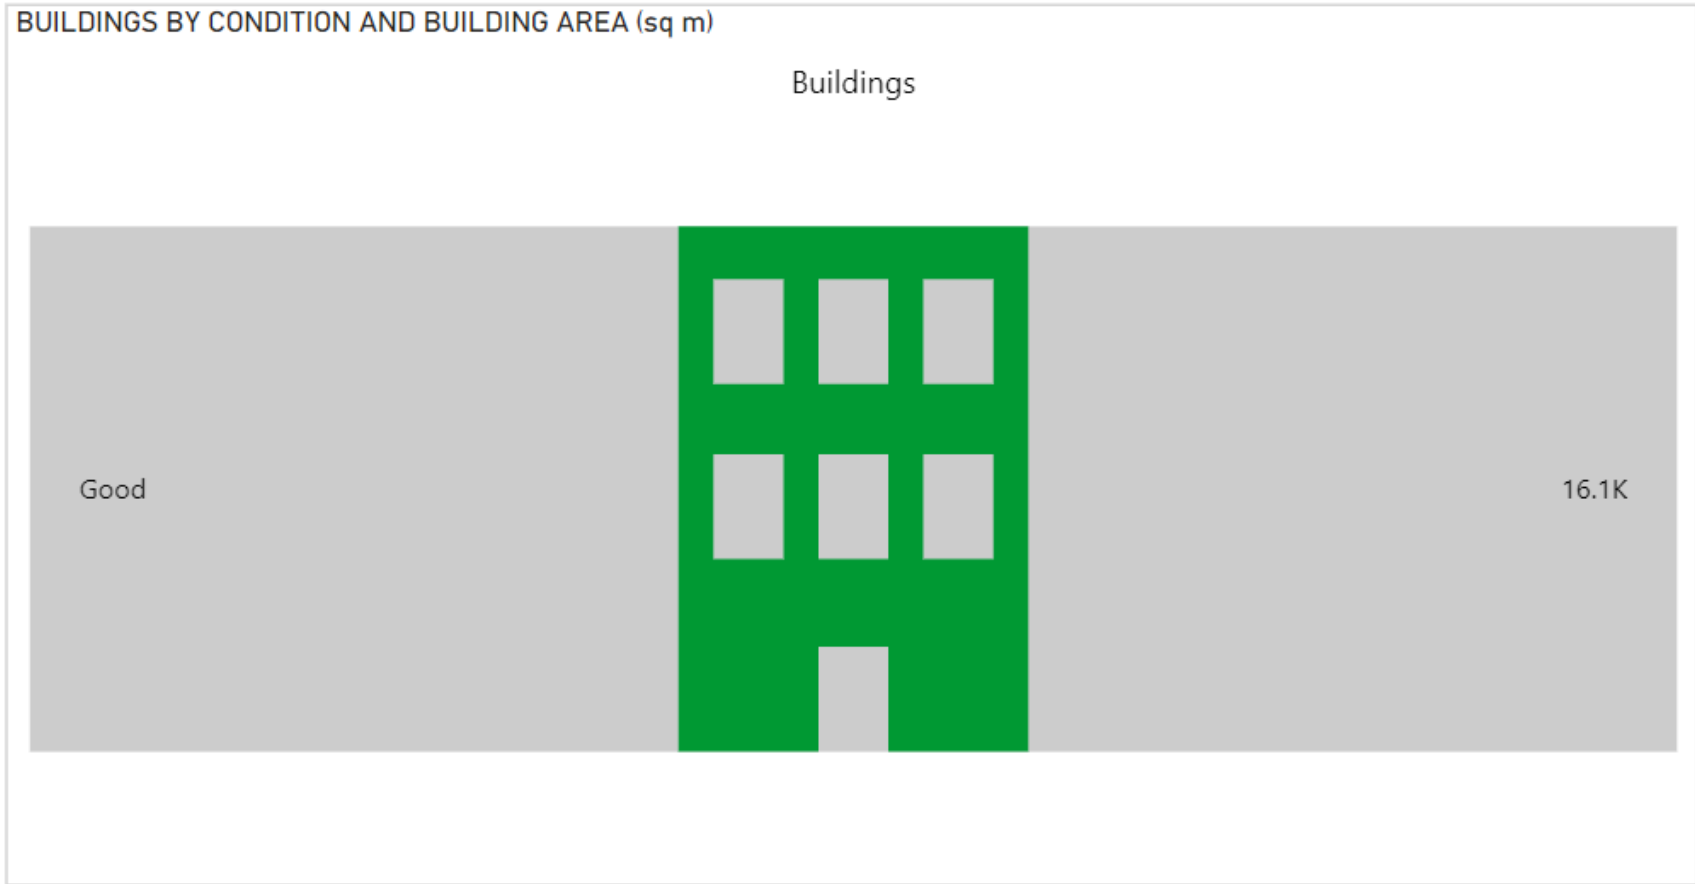 BUILDINGS BY CONDITION AND BUILDING AREA (sq m)
Buildings
Good
16.1K